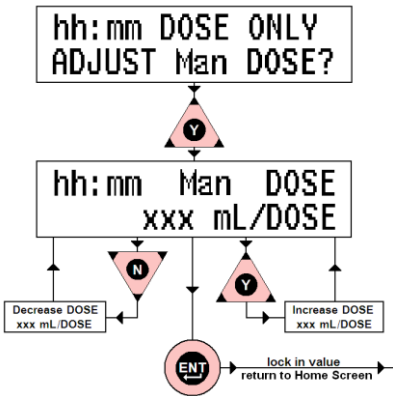 hh:mm DOSE ONLY
ADJUST Man DOSE?
Y
hh:mm Man DOSE
xxx mL/DOSE
N
Y
Decrease DOSE
xxx mL/DOSE
Increase DOSE
xxx mL/DOSE
ENT
lock in value
return to Home Screen